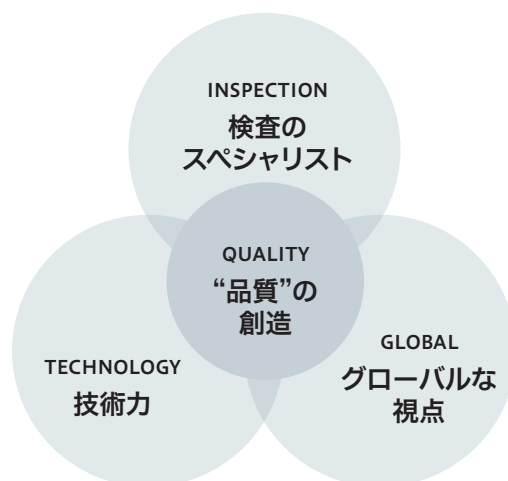 INSPECTION
検査の
スペシャリスト
QUALITY
“品質”の
創造
TECHNOLOGY
技術力
GLOBAL
グローバルな
視点